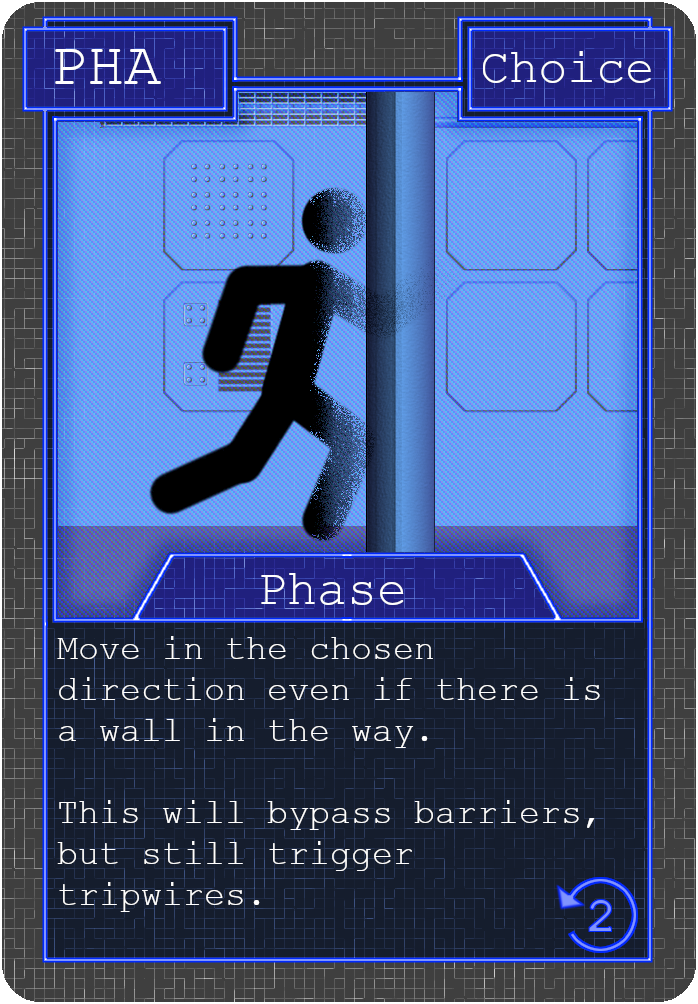 PHA
Choice
Phase
Move in the chosen
direction even if there is
a wall in the way.
This will bypass barriers,
but still trigger
tripwires.
2